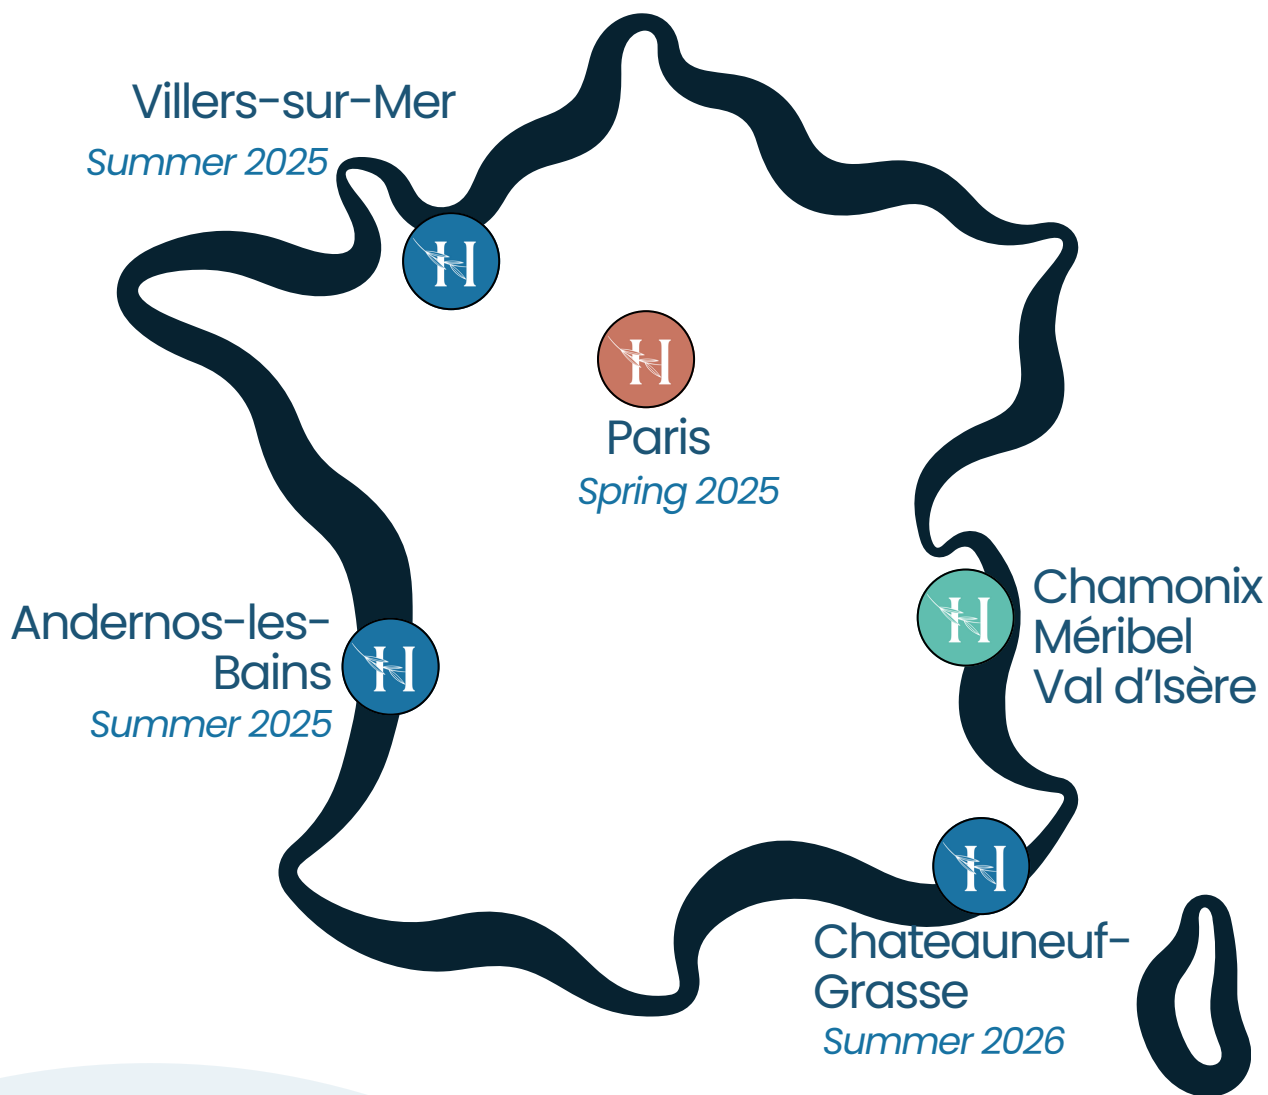 Villers-sur-Mer
Summer 2025
H
H
Paris
Spring 2025
Andernos-les-
Bains
Summer 2025
H
H
Chamonix
Méribel
Val d’Isère
H
Chateauneuf-
Grasse
Summer 2026